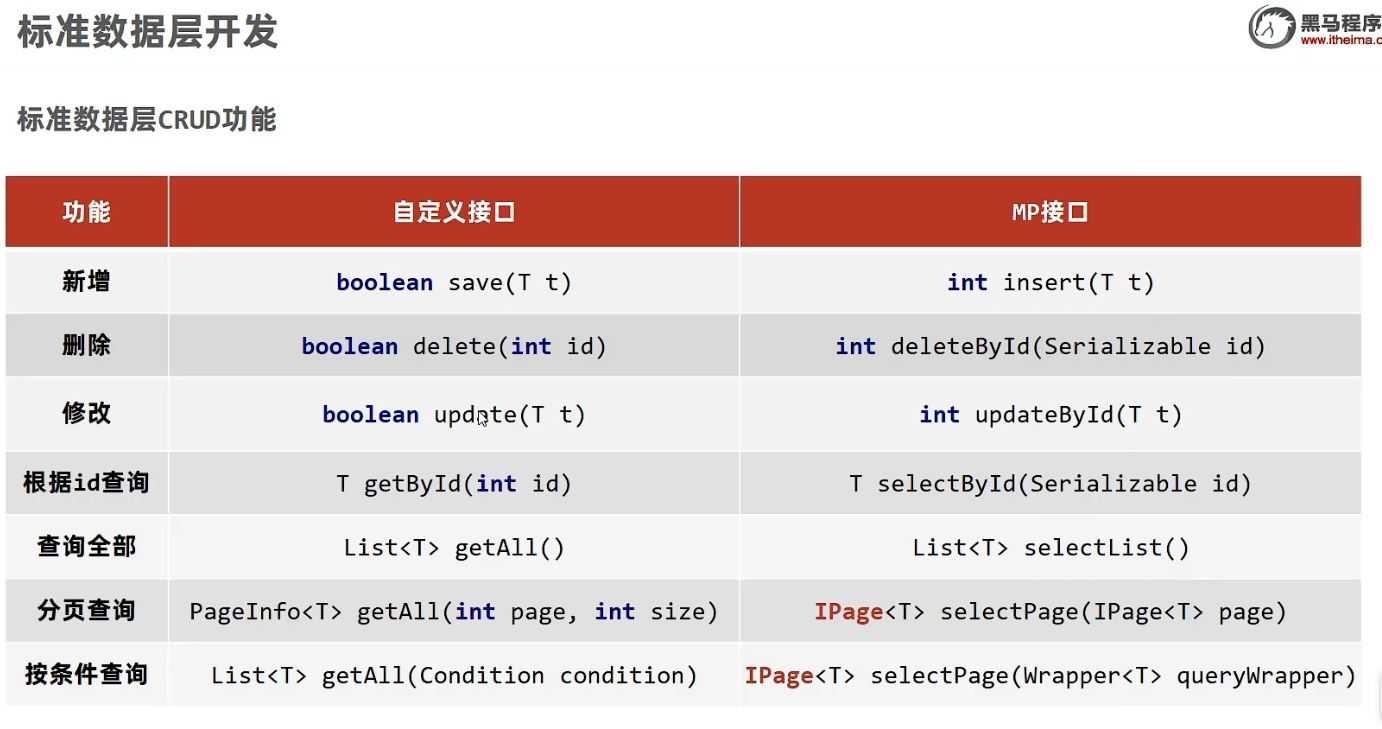 标准数据层开发
黑马程序
www.itheima.c
标准数据层CRUD功能
功能 自定义接口 MP接口
新增 boolean save(T t) int insert(T t)
删除 boolean delete(int id) int deleteById(Serializable id)
修改 boolean update(T t) int updateById(T t)
根据id查询 T getById(int id) T selectById(Serializable id)
查询全部 List<T> getAll() List<T> selectList()
分页查询 PageInfo<T> getAll(int page, int size) IPage<T> selectPage(IPage<T> page)
按条件查询 List<T> getAll(Condition condition) IPage<T> selectPage(Wrapper<T> queryWrapper)